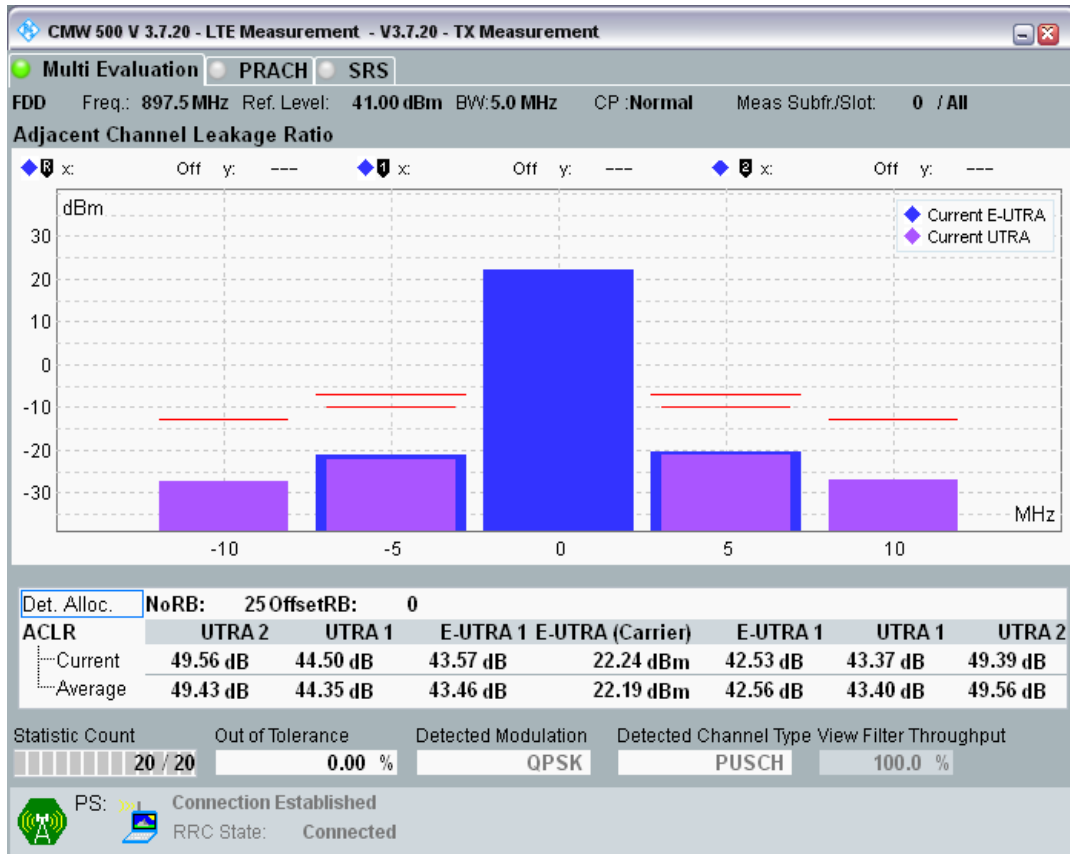 CMW 500 V 3.7.20 - LTE Measurement - V3.7.20 - TX Measurement
Multi Evaluation PRACH SRS
FDD Freq.: 897.5 MHz Ref. Level: 41.00 dBm BW: 5.0 MHz CP : Normal Meas Subfr./Slot: 0 / All
Adjacent Channel Leakage Ratio
R x: Off y: --- 1 x: Off y: --- 2 x: Off y: ---
dBm
Current E-UTRA
Current UTRA
30
20
10
0
-10
-20
-30
MHz
-10 -5 0 5 10
Det. Alloc. NoRB: 25 OffsetRB: 0
ACLR UTRA 2 UTRA 1 E-UTRA 1 E-UTRA (Carrier) E-UTRA 1 UTRA 1 UTRA 2
Current 49.56 dB 44.50 dB 43.57 dB 22.24 dBm 42.53 dB 43.37 dB 49.39 dB
Average 49.43 dB 44.35 dB 43.46 dB 22.19 dBm 42.56 dB 43.40 dB 49.56 dB
Statistic Count Out of Tolerance Detected Modulation Detected Channel Type View Filter Throughput
20 / 20 0.00 % QPSK PUSCH 100.0 %
PS: Connection Established
RRC State: Connected